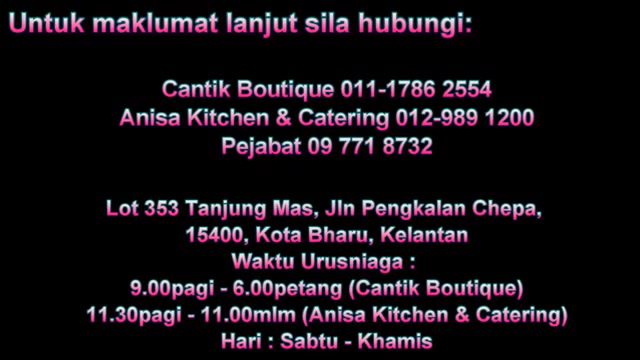 Untuk maklumat lanjut sila hubungi:
Cantik Boutique 011-1786 2554
Anisa Kitchen & Catering 012-989 1200
Pejabat 09 771 8732
Lot 353 Tanjung Mas, Jln Pengkalan Chepa,
15400, Kota Bharu, Kelantan
Waktu Urusniaga :
9.00pagi - 6.00petang (Cantik Boutique)
11.30pagi - 11.00mlm (Anisa Kitchen & Catering)
Hari : Sabtu - Khamis